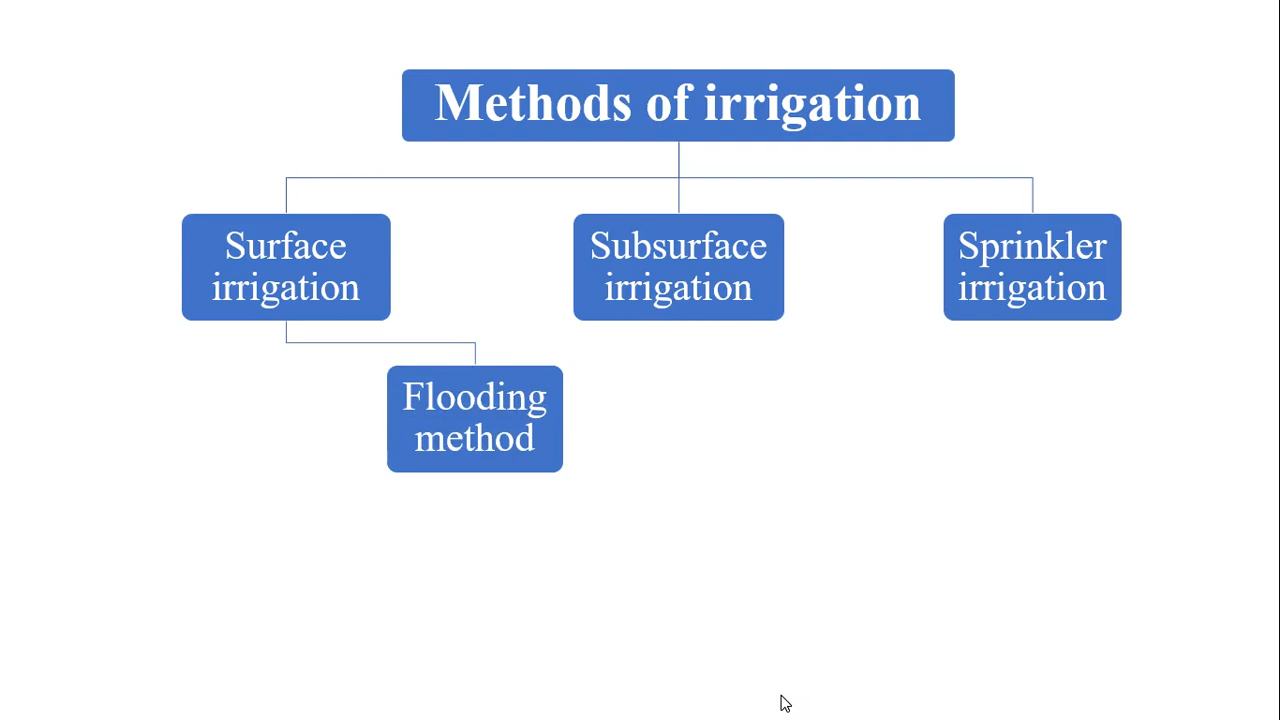 Methods of irrigation
Surface
irrigation
Subsurface
irrigation
Sprinkler
irrigation
Flooding
method